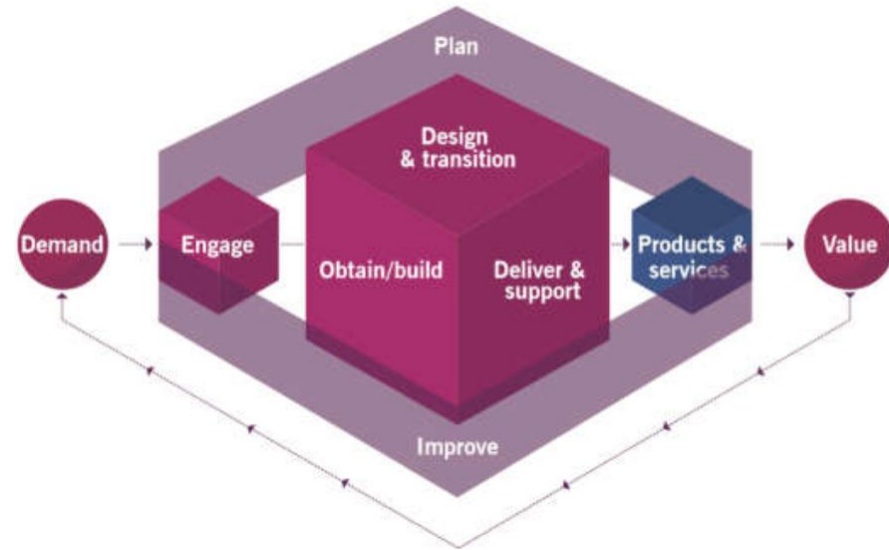 Plan
Design
& transition
Demand
Engage
Obtain/build
Deliver &
support
Products &
services
Value
Improve